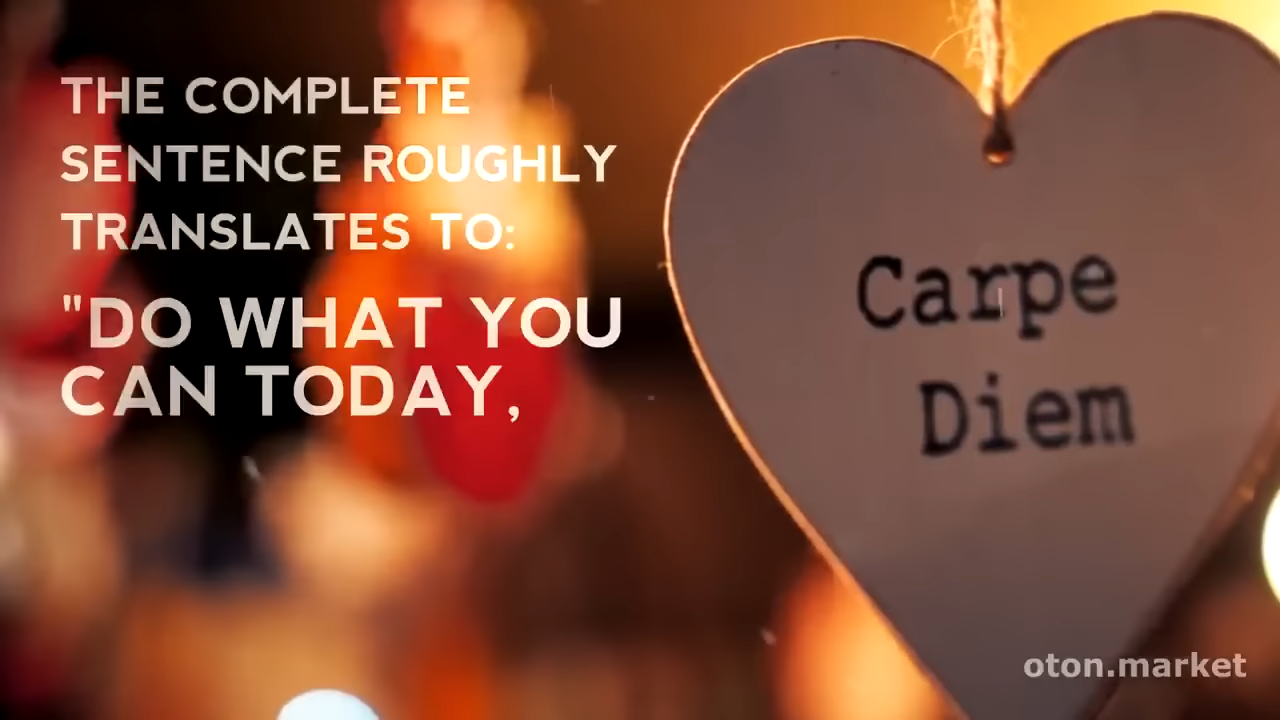 THE COMPLETE
SENTENCE ROUGHLY
TRANSLATES TO:
"DO WHAT YOU
CAN TODAY,
Carpe
Diem
oton.market